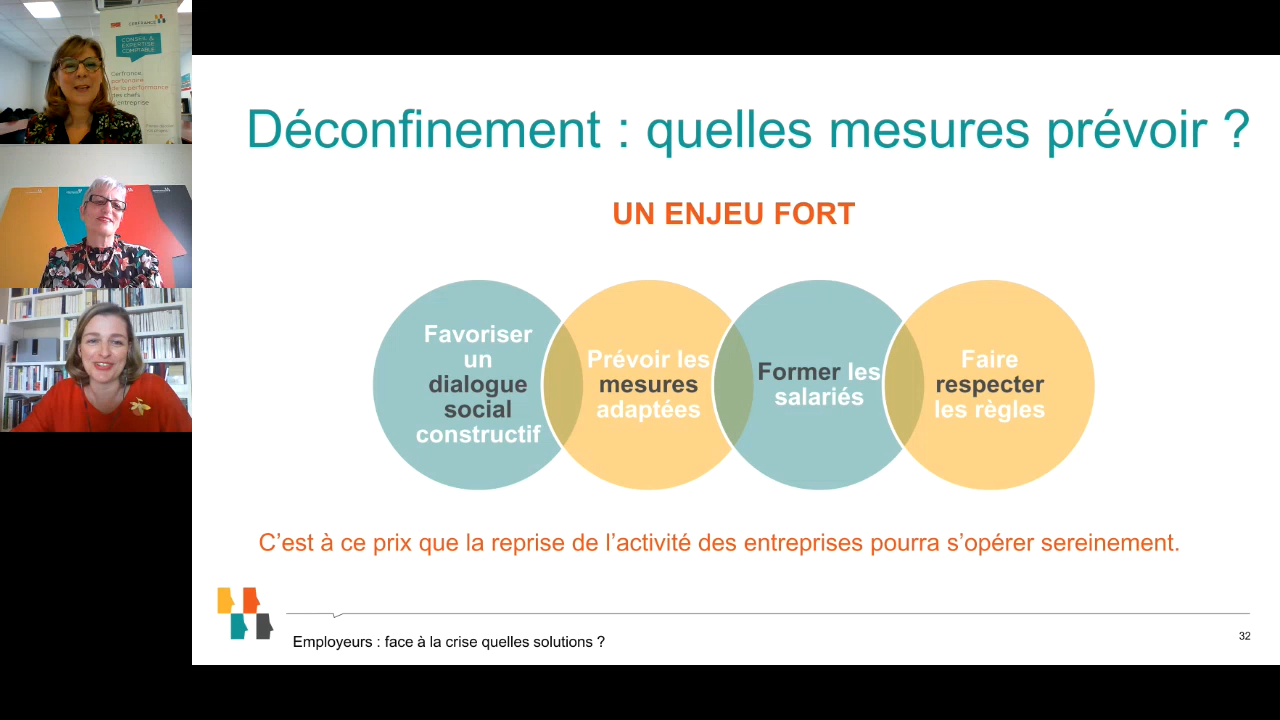 CERFRANCE
CONSEIL &
EXPERTISE
COMPTABLE
Cerfrance,
partenaire
de la performance
des chefs
d'entreprise
Déconfinement : quelles mesures prévoir ?
UN ENJEU FORT
Favoriser
un
dialogue
social
constructif
Prévoir les
mesures
adaptées
Former les
salariés
Faire
respecter
les règles
C’est à ce prix que la reprise de l’activité des entreprises pourra s’opérer sereinement.
Employeurs : face à la crise quelles solutions ?
32